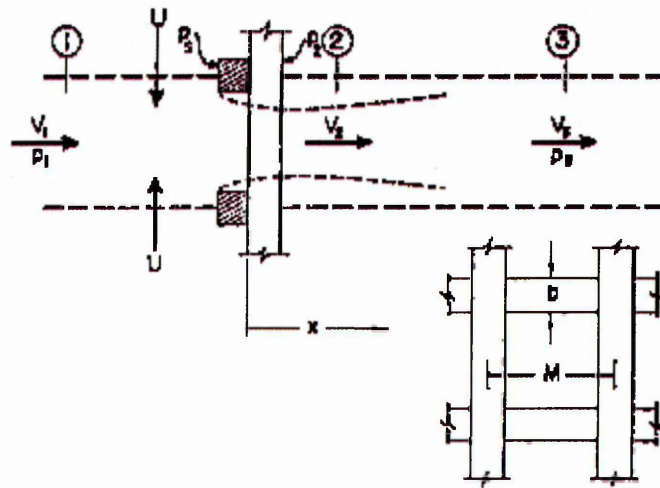 U
① P₃ P₂ ② ③
V₁ V₂ V₃
P₁
U
b
x
M